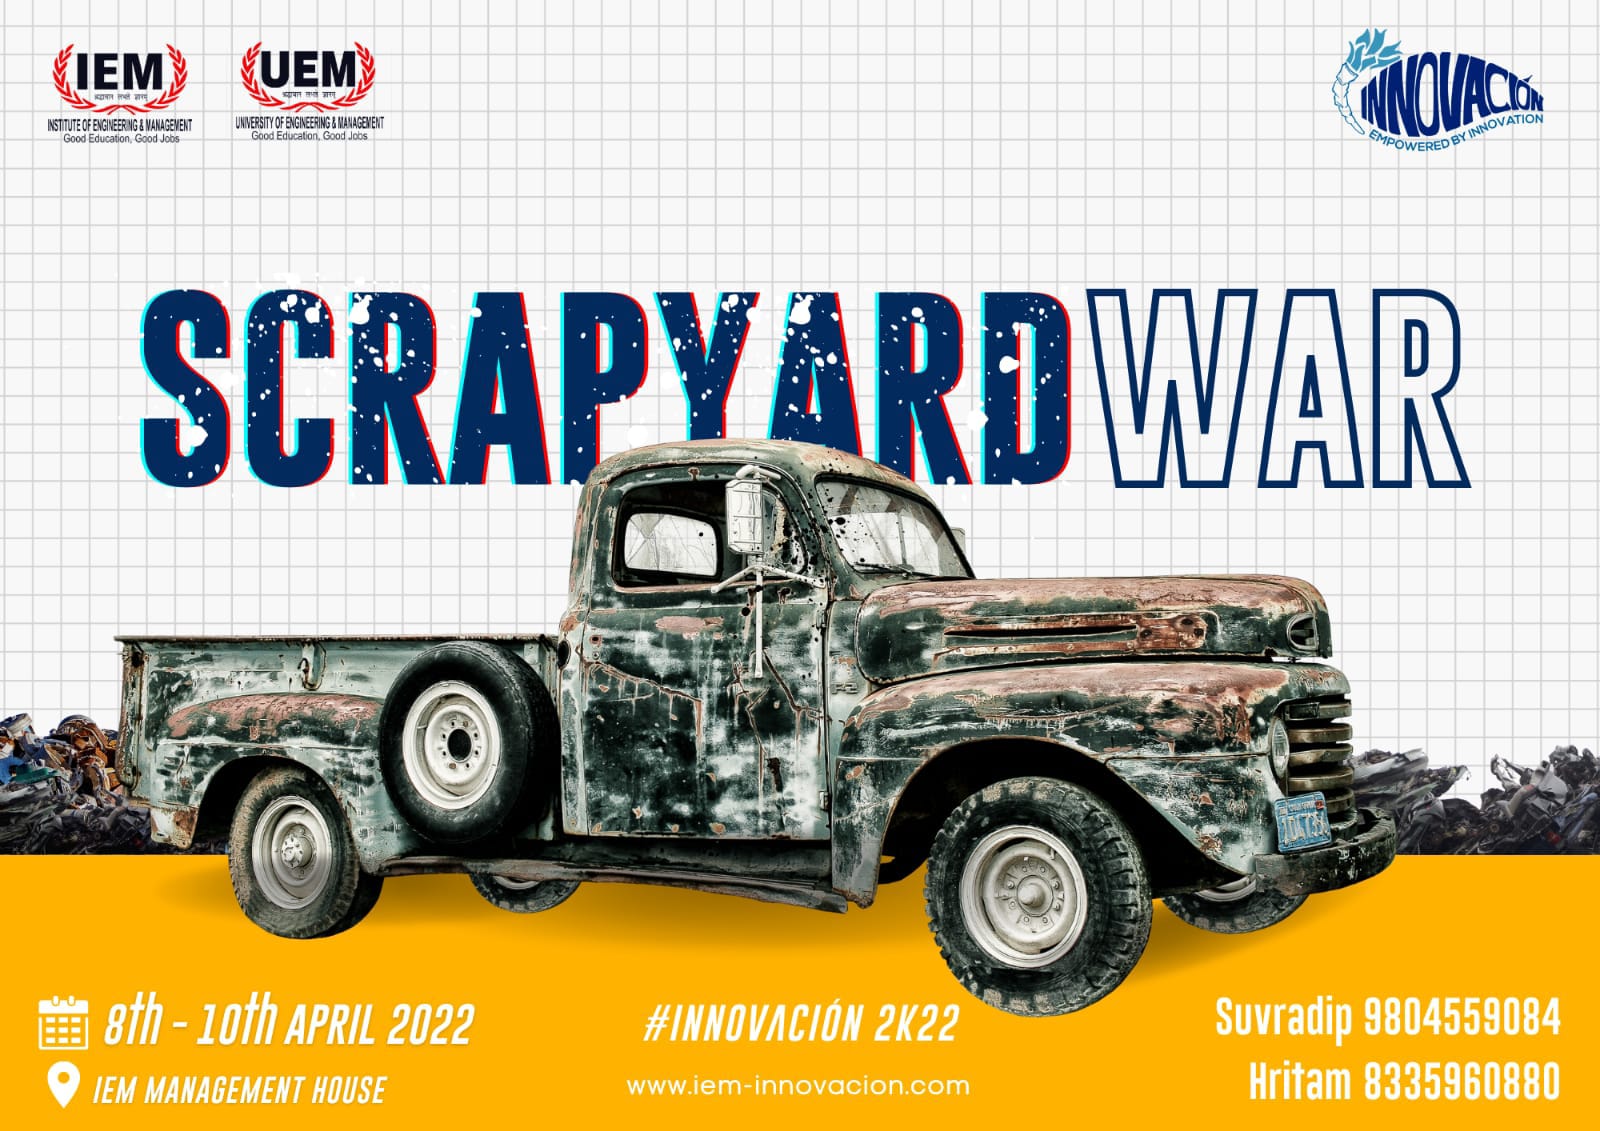 IEM
INSTITUTE OF ENGINEERING & MANAGEMENT
Good Education, Good Jobs
UEM
UNIVERSITY OF ENGINEERING & MANAGEMENT
Good Education, Good Jobs
INNOVACIÓN
EMPOWERED BY INNOVATION
SCRAPYARD WAR
F-2
CALIFORNIA
8th - 10th APRIL 2022
IEM MANAGEMENT HOUSE
#INNOVACIÓN 2K22
www.iem-innovacion.com
Suvradip 9804559084
Hritam 8335960880